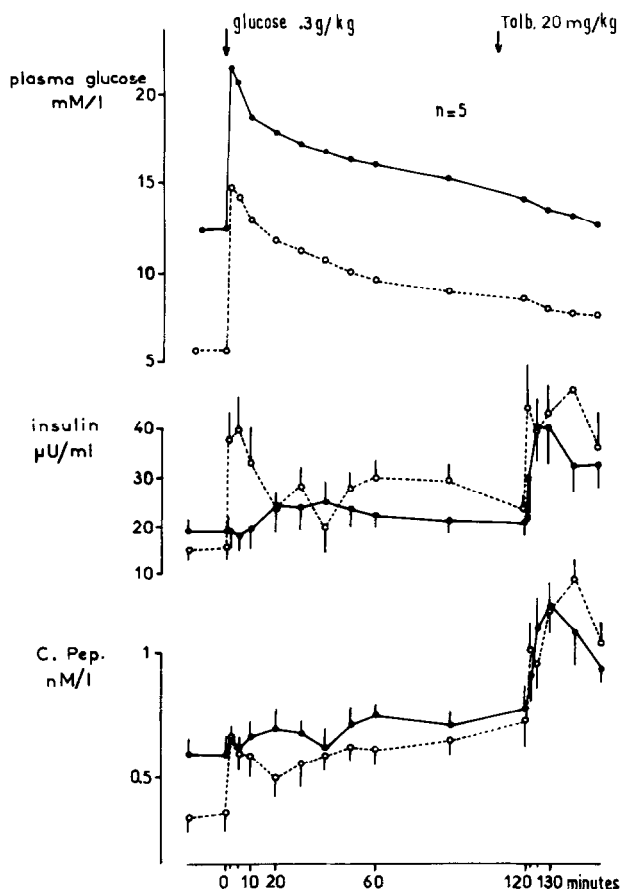 glucose .3g/kg
Tolb. 20 mg/kg
plasma glucose
mM/l
n=5
20
15
10
5
insulin
µU/ml
40
30
20
10
C. Pep.
nM/l
1
0.5
0 10 20 60 120 130 minutes